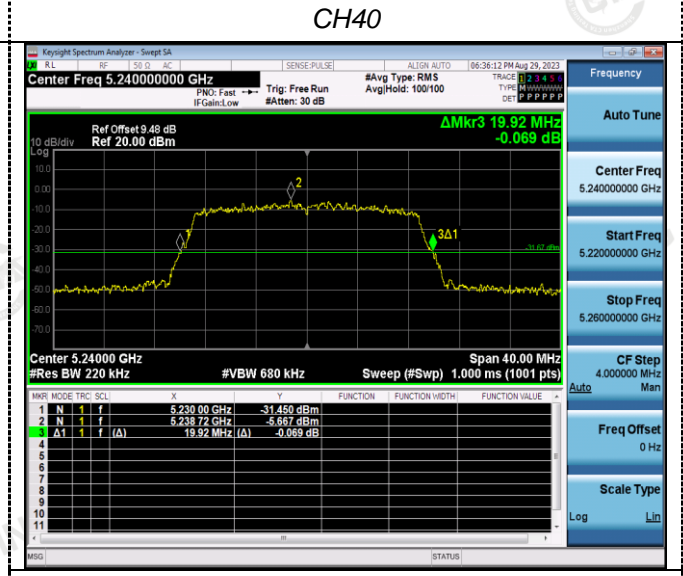 CH40
Keysight Spectrum Analyzer - Swept SA
RL RF 50 Ω AC SENSE:PULSE ALIGN AUTO 06:36:12 PM Aug 29, 2023
Center Freq 5.240000000 GHz
PNO: Fast
IFGain:Low
Trig: Free Run
#Atten: 30 dB
#Avg Type: RMS
Avg|Hold: 100/100
TRACE 1 2 3 4 5 6
TYPE M WWWWW
DET P P P P P P
Frequency
Auto Tune
Center Freq
5.240000000 GHz
Start Freq
5.220000000 GHz
Stop Freq
5.260000000 GHz
CF Step
4.000000 MHz
Auto Man
Freq Offset
0 Hz
Scale Type
Log Lin
ΔMkr3 19.92 MHz
-0.069 dB
Ref Offset 9.48 dB
10 dB/div Ref 20.00 dBm
Log
10.0
0.00
-10.0
-20.0
-30.0
-40.0
-50.0
-60.0
-70.0
1
2
3Δ1
-31.67 dBm
Center 5.24000 GHz Span 40.00 MHz
#Res BW 220 kHz #VBW 680 kHz Sweep (#Swp) 1.000 ms (1001 pts)
MKR MODE TRC SCL X Y FUNCTION FUNCTION WIDTH FUNCTION VALUE
1 N 1 f 5.230 00 GHz -31.450 dBm
2 N 1 f 5.238 72 GHz -5.667 dBm
3 Δ1 1 f (Δ) 19.92 MHz (Δ) -0.069 dB
4
5
6
7
8
9
10
11
MSG STATUS